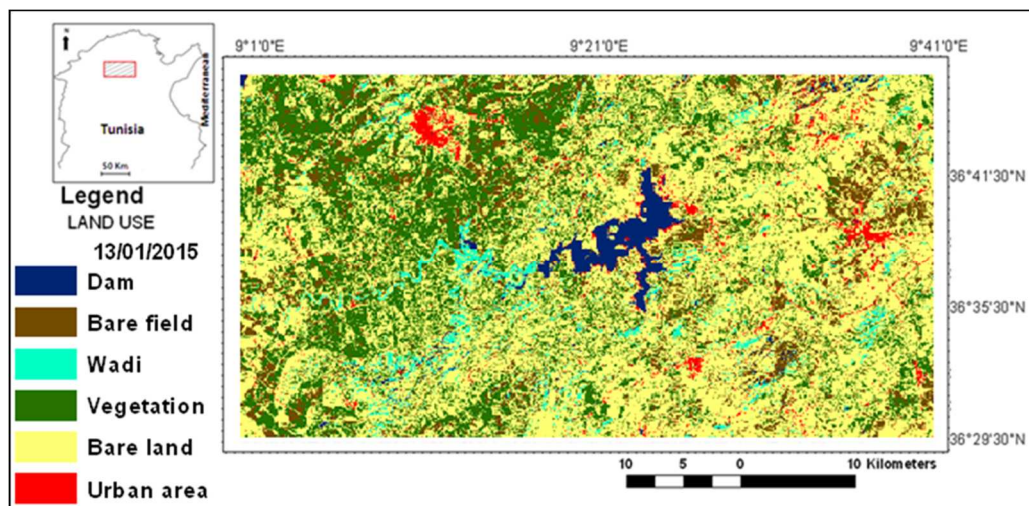 N
Mediterranean
Tunisia
50 Km
Legend
LAND USE
13/01/2015
Dam
Bare field
Wadi
Vegetation
Bare land
Urban area
9°1'0"E
9°21'0"E
9°41'0"E
36°41'30"N
36°35'30"N
36°29'30"N
10 5 0 10 Kilometers